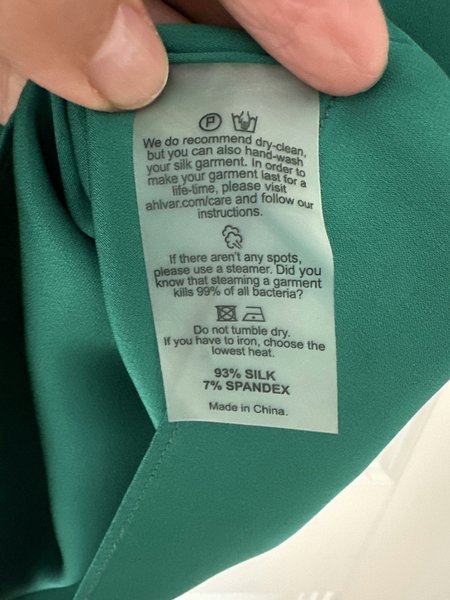 P
We do recommend dry-clean,
but you can also hand-wash
your silk garment. In order to
make your garment last for a
life-time, please visit
ahlvar.com/care and follow our
instructions.
If there aren't any spots,
please use a steamer. Did you
know that steaming a garment
kills 99% of all bacteria?
Do not tumble dry.
If you have to iron, choose the
lowest heat.
93% SILK
7% SPANDEX
Made in China.